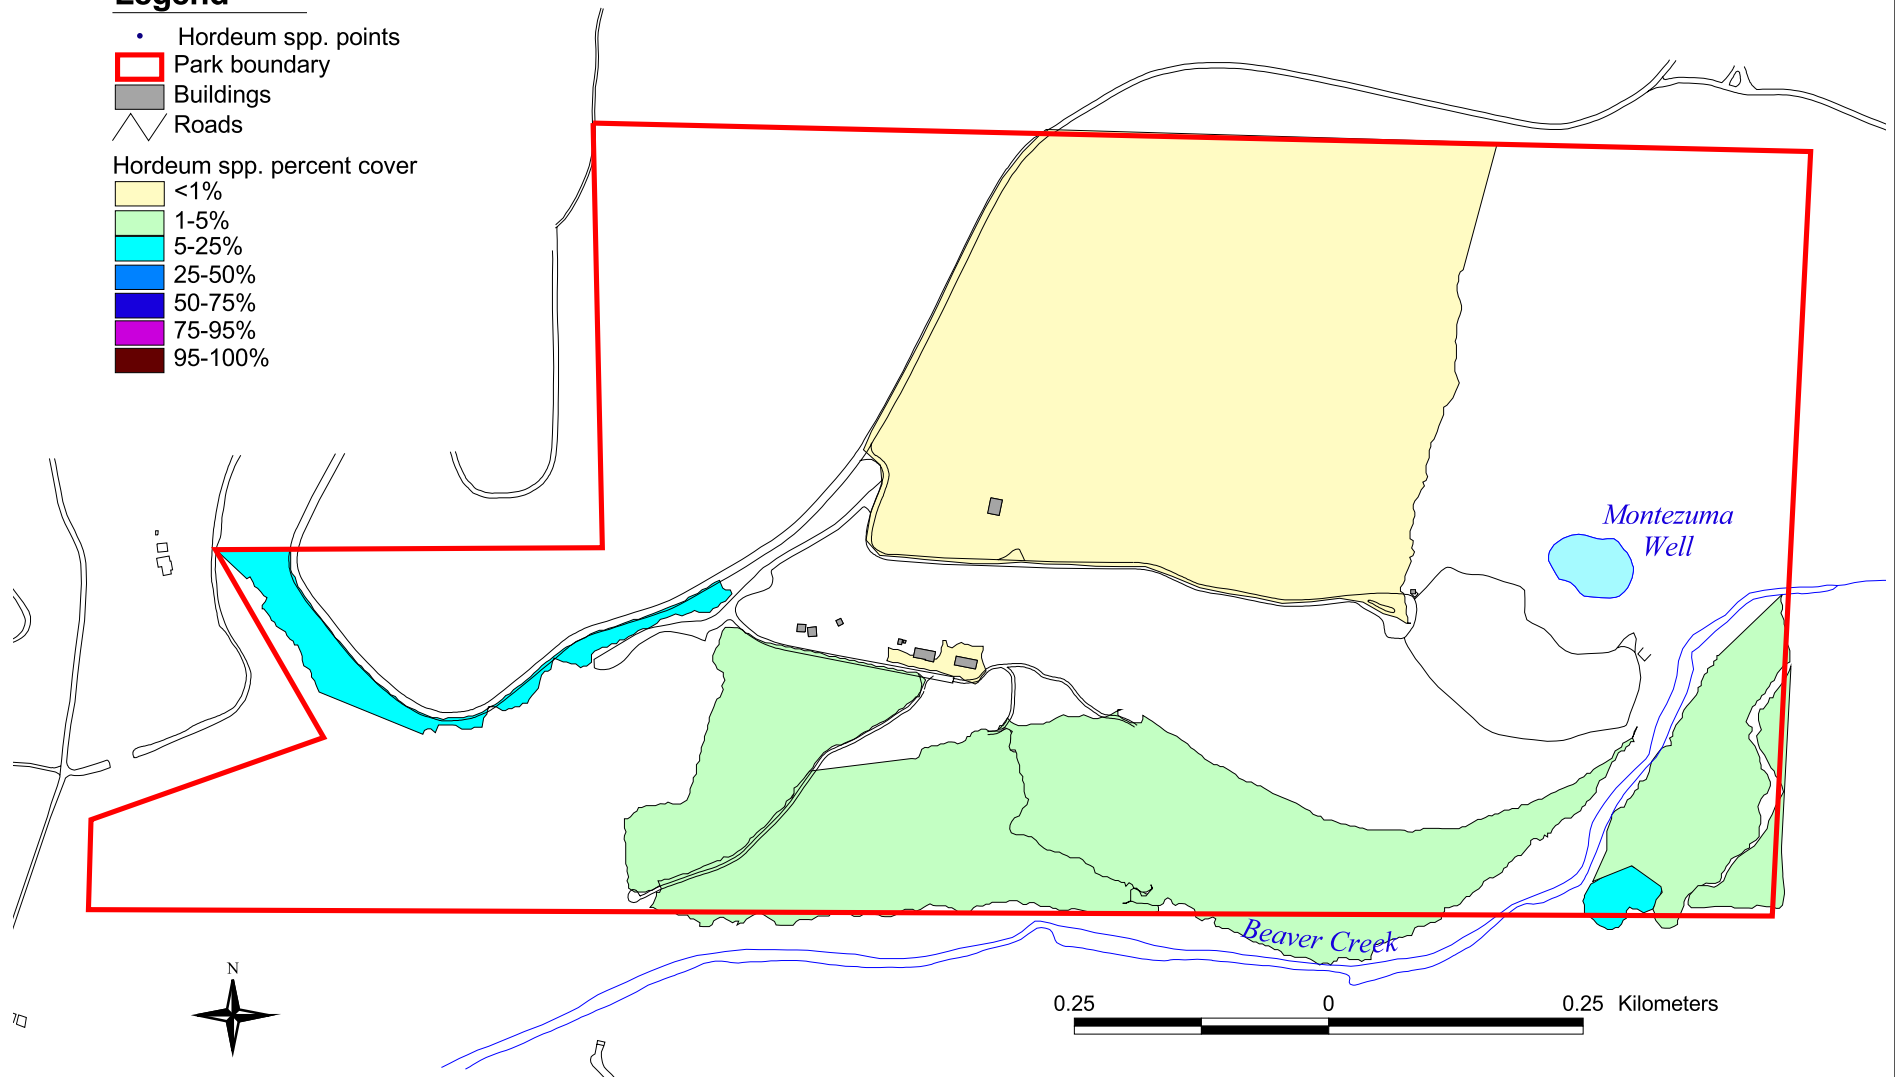 Legend
Hordeum spp. points
Park boundary
Buildings
Roads
Hordeum spp. percent cover
<1%
1-5%
5-25%
25-50%
50-75%
75-95%
95-100%
Montezuma
Well
Beaver Creek
N
0.25 0 0.25 Kilometers